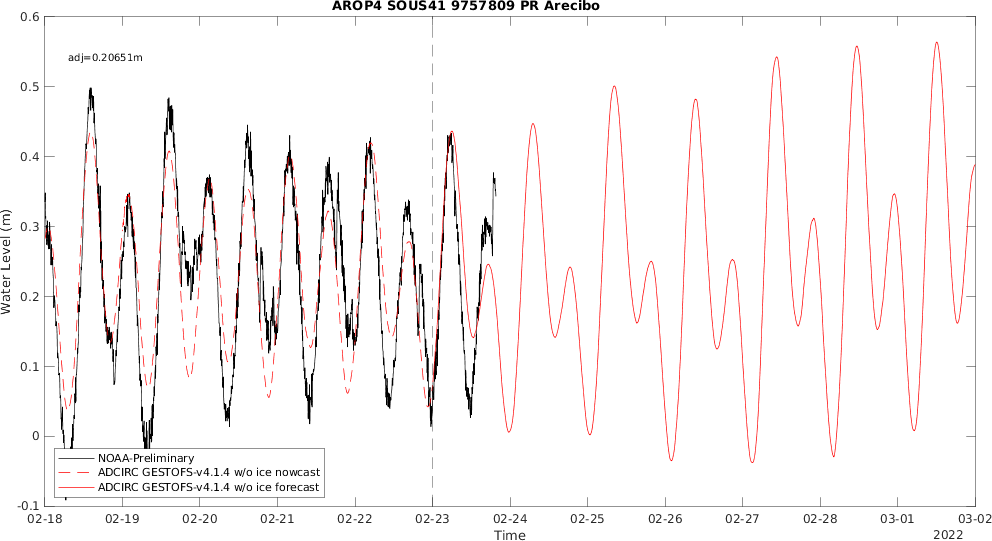 AROP4 SOUS41 9757809 PR Arecibo
0.6
adj=0.20651m
0.5
0.4
0.3
0.2
0.1
0
-0.1
Water Level (m)
NOAA-Preliminary
ADCIRC GESTOFS-v4.1.4 w/o ice nowcast
ADCIRC GESTOFS-v4.1.4 w/o ice forecast
02-18 02-19 02-20 02-21 02-22 02-23 02-24 02-25 02-26 02-27 02-28 03-01 03-02
Time
2022